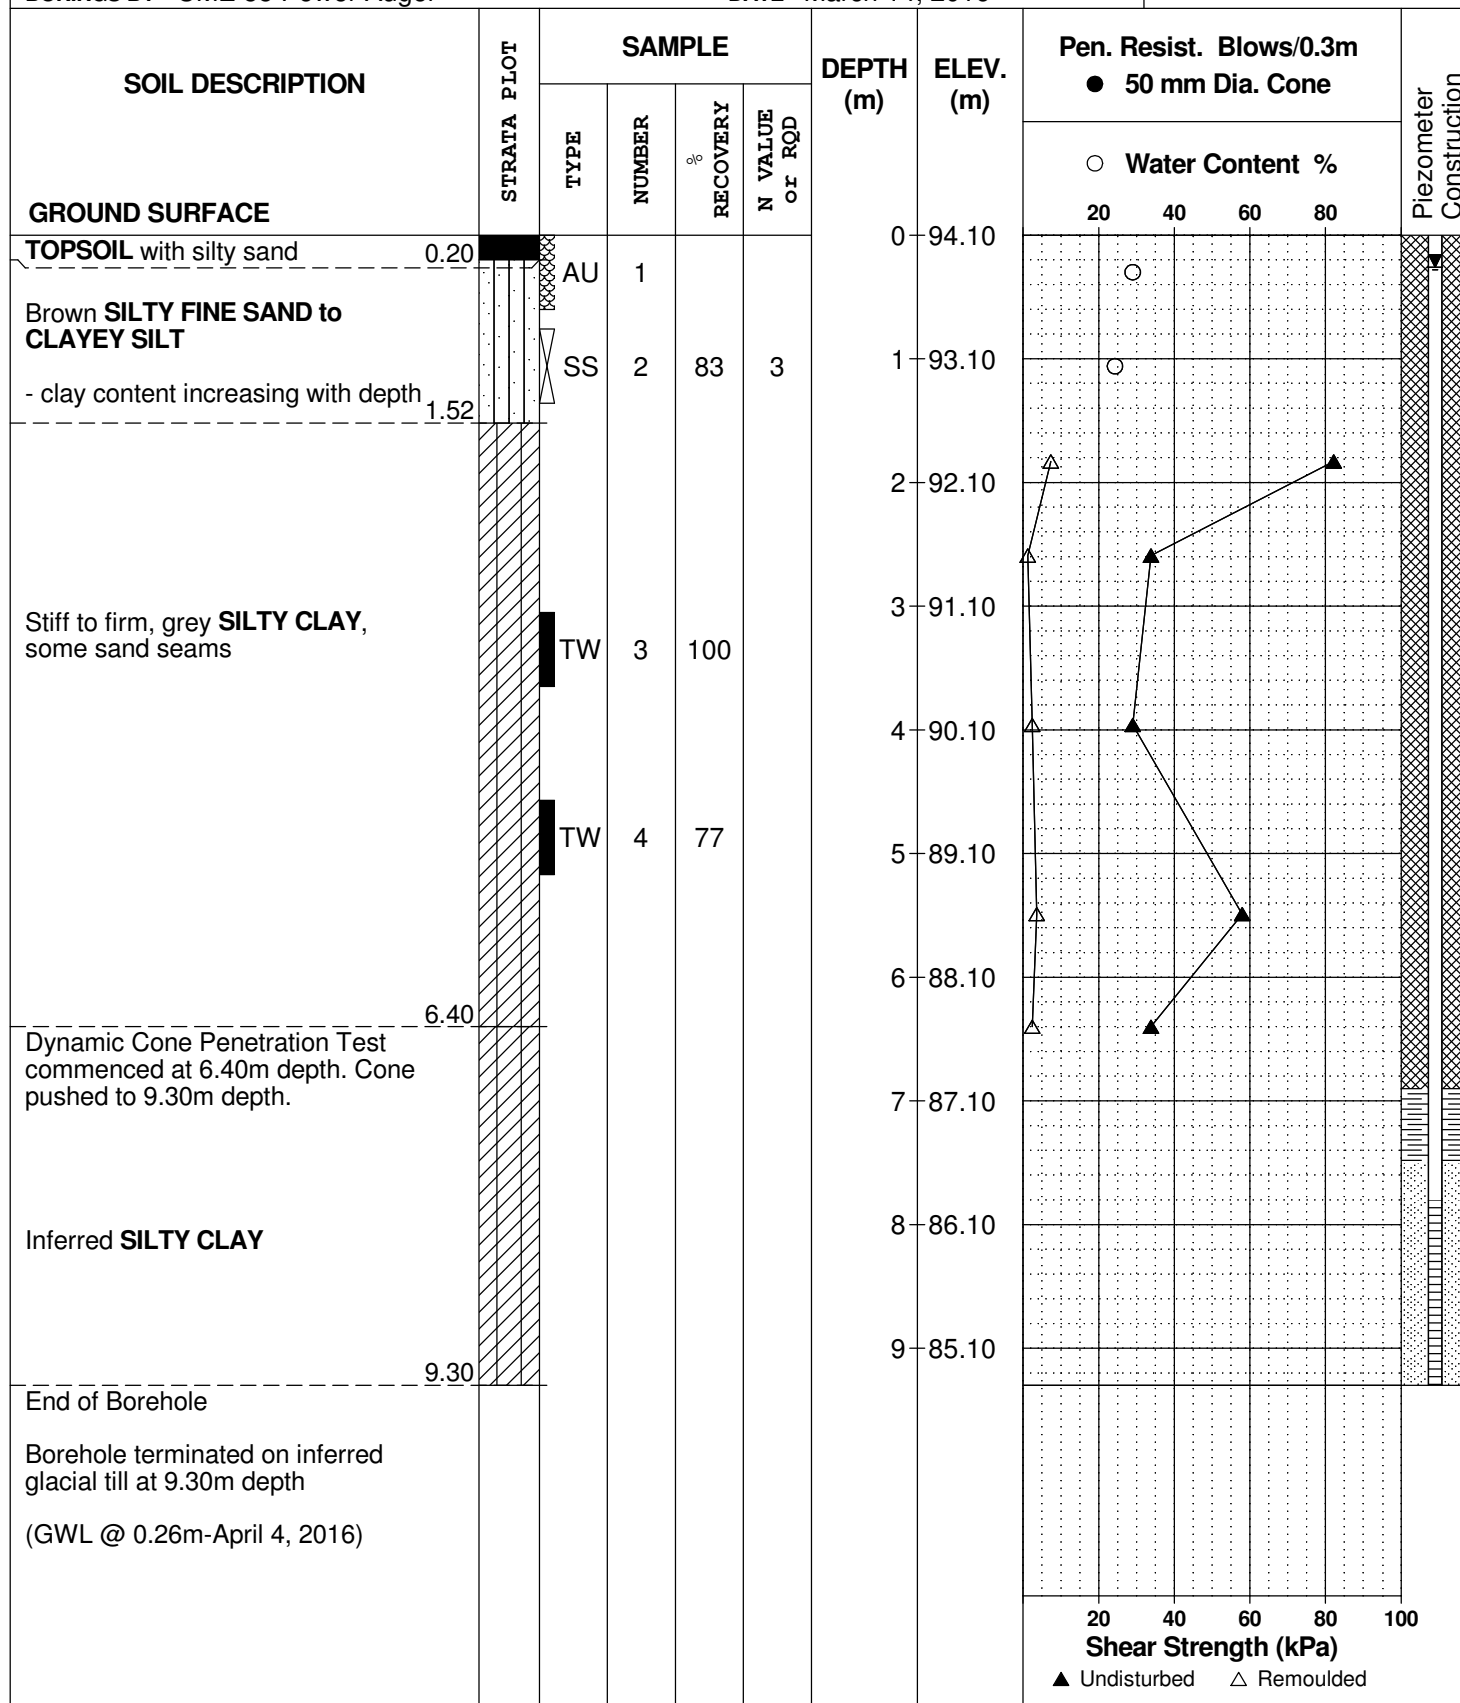 SOIL DESCRIPTION
GROUND SURFACE
STRATA PLOT
SAMPLE
TYPE
NUMBER
%
RECOVERY
N VALUE
or RQD
DEPTH
(m)
ELEV.
(m)
Pen. Resist. Blows/0.3m
● 50 mm Dia. Cone
○ Water Content %
20 40 60 80
Piezometer
Construction
TOPSOIL with silty sand 0.20
Brown SILTY FINE SAND to
CLAYEY SILT
- clay content increasing with depth
1.52
Stiff to firm, grey SILTY CLAY,
some sand seams
6.40
Dynamic Cone Penetration Test
commenced at 6.40m depth. Cone
pushed to 9.30m depth.
Inferred SILTY CLAY
9.30
End of Borehole
Borehole terminated on inferred
glacial till at 9.30m depth
(GWL @ 0.26m-April 4, 2016)
AU 1
SS 2 83 3
TW 3 100
TW 4 77
0 94.10
1 93.10
2 92.10
3 91.10
4 90.10
5 89.10
6 88.10
7 87.10
8 86.10
9 85.10
20 40 60 80 100
Shear Strength (kPa)
▲ Undisturbed △ Remoulded